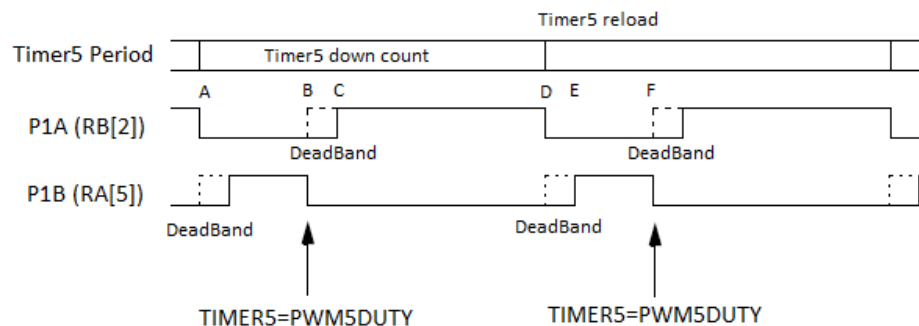 Timer5 reload
Timer5 Period
Timer5 down count
A B C D E F
P1A (RB[2])
DeadBand DeadBand
P1B (RA[5])
DeadBand DeadBand
TIMER5=PWM5DUTY TIMER5=PWM5DUTY